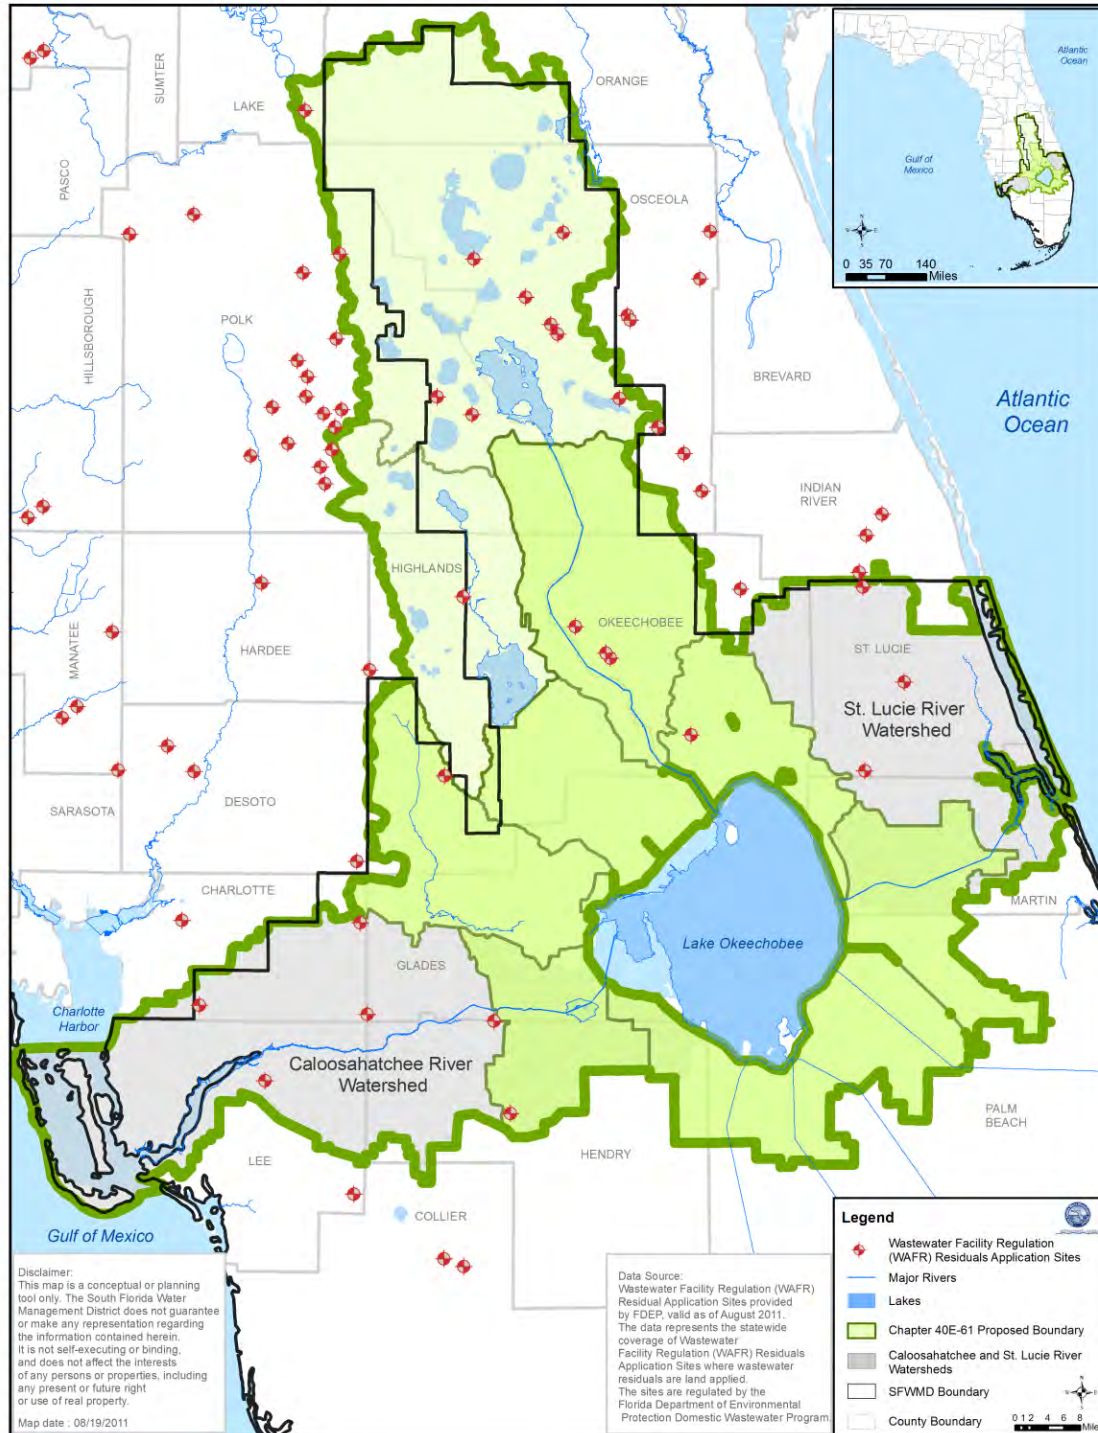 SUMTER
LAKE
ORANGE
PASCO
OSCEOLA
HILLSBOROUGH
POLK
BREVARD
Atlantic
Ocean
INDIAN
RIVER
HIGHLANDS
OKEECHOBEE
MANATEE
HARDEE
ST. LUCIE
St. Lucie River
Watershed
SARASOTA
DESOTO
CHARLOTTE
MARTIN
Lake Okeechobee
GLADES
Charlotte
Harbor
Caloosahatchee River
Watershed
PALM
BEACH
HENDRY
LEE
COLLIER
Gulf of Mexico
Atlantic
Ocean
Gulf of
Mexico
N
W E
S
0 35 70 140
Miles
Disclaimer:
This map is a conceptual or planning
tool only. The South Florida Water
Management District does not guarantee
or make any representation regarding
the information contained herein.
It is not self-executing or binding,
and does not affect the interests
of any persons or properties, including
any present or future right
or use of real property.
Map date : 08/19/2011
Data Source:
Wastewater Facility Regulation (WAFR)
Residual Application Sites provided
by FDEP, valid as of August 2011.
The data represents the statewide
coverage of Wastewater
Facility Regulation (WAFR) Residuals
Application Sites where wastewater
residuals are land applied.
The sites are regulated by the
Florida Department of Environmental
Protection Domestic Wastewater Program.
Legend
Wastewater Facility Regulation
(WAFR) Residuals Application Sites
Major Rivers
Lakes
Chapter 40E-61 Proposed Boundary
Caloosahatchee and St. Lucie River
Watersheds
SFWMD Boundary
County Boundary
N
W E
S
0 1 2 4 6 8
Miles